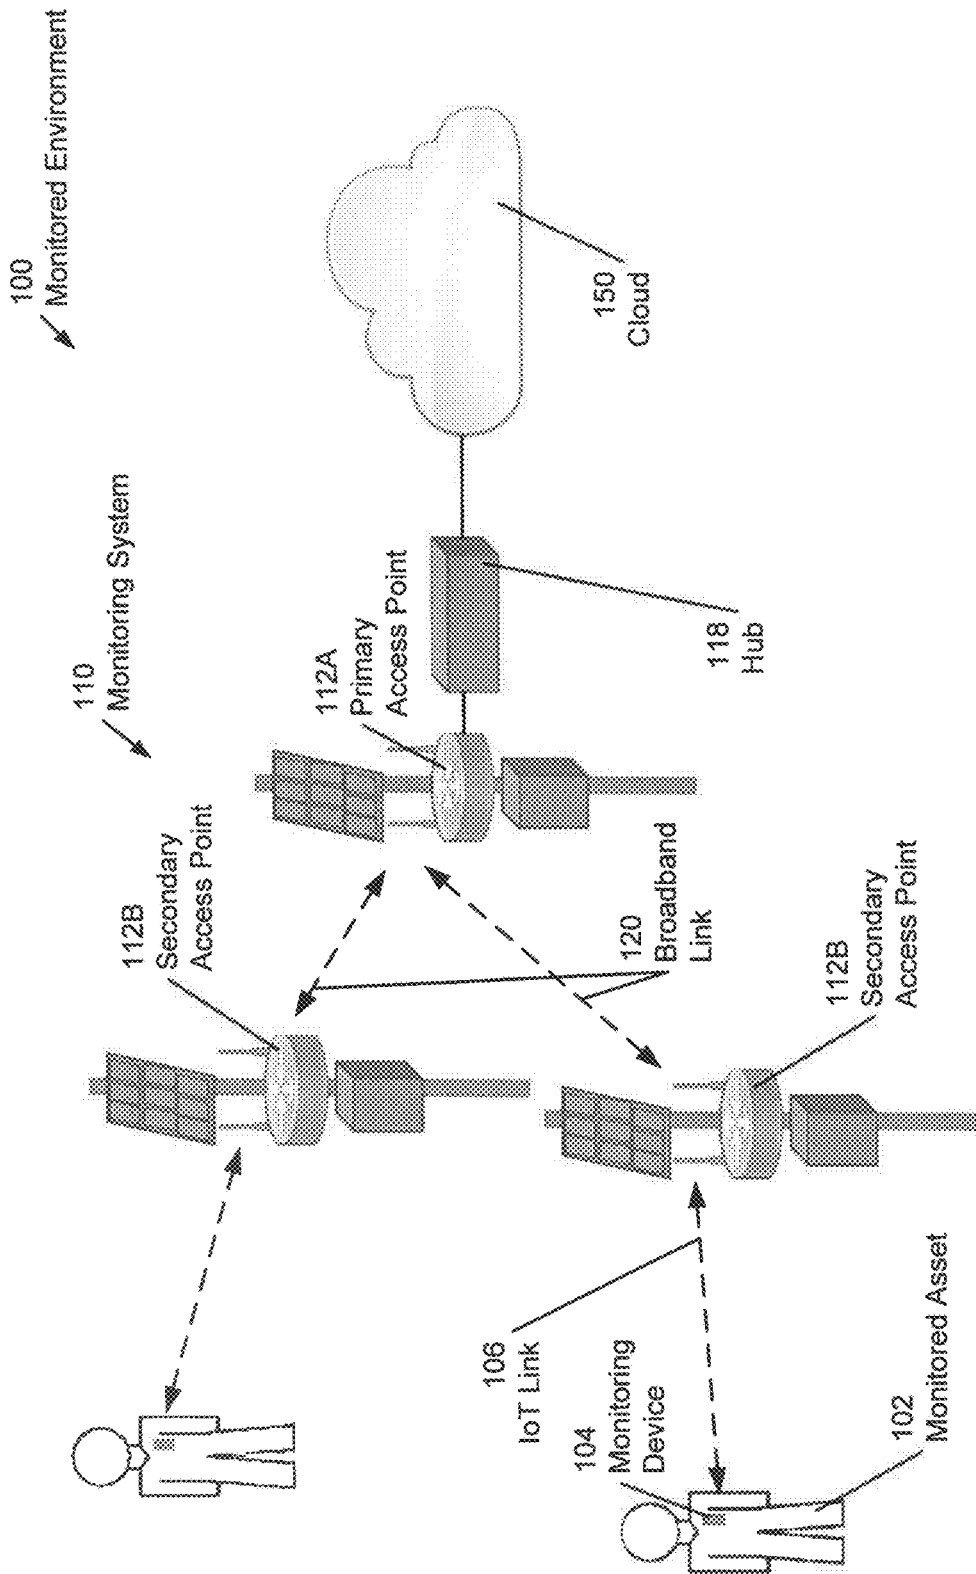 100
Monitored Environment
110
Monitoring System
112A
Primary
Access Point
112B
Secondary
Access Point
118
Hub
150
Cloud
120
Broadband
Link
112B
Secondary
Access Point
106
IoT Link
104
Monitoring
Device
102
Monitored Asset